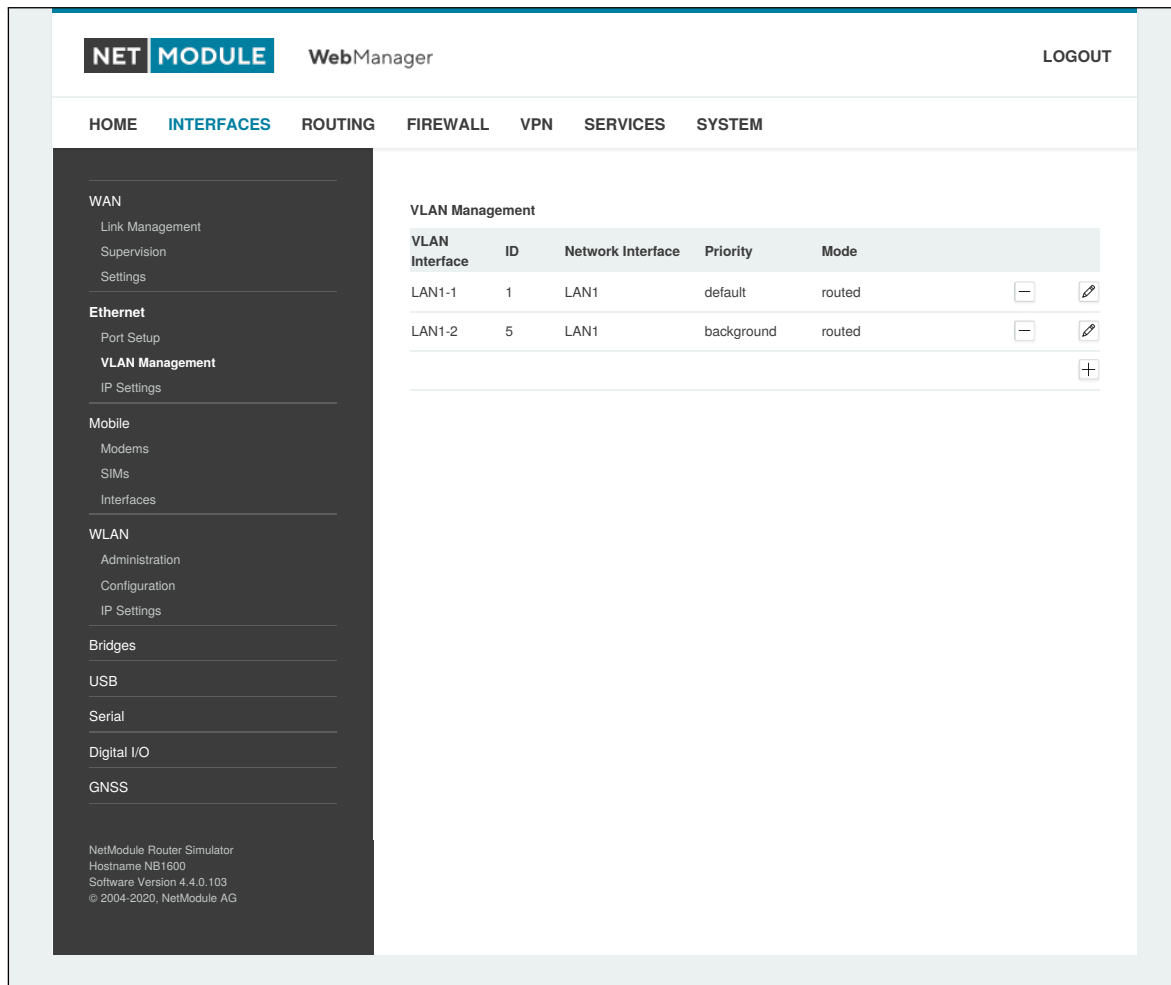 NET MODULE WebManager LOGOUT
HOME INTERFACES ROUTING FIREWALL VPN SERVICES SYSTEM
WAN
Link Management
Supervision
Settings
Ethernet
Port Setup
VLAN Management
IP Settings
Mobile
Modems
SIMs
Interfaces
WLAN
Administration
Configuration
IP Settings
Bridges
USB
Serial
Digital I/O
GNSS
NetModule Router Simulator
Hostname NB1600
Software Version 4.4.0.103
© 2004-2020, NetModule AG
VLAN Management
VLAN Interface ID Network Interface Priority Mode
LAN1-1 1 LAN1 default routed
LAN1-2 5 LAN1 background routed